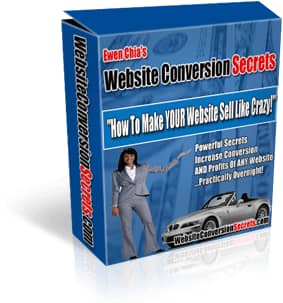 Ewen Chia's
Website Conversion Secrets
"How To Make YOUR Website Sell Like Crazy!"
Powerful Secrets
Increase Conversion
AND Profits Of ANY Website
...Practically Overnight!
WebsiteConversionSecrets.com
WebsiteConversionSecrets.com